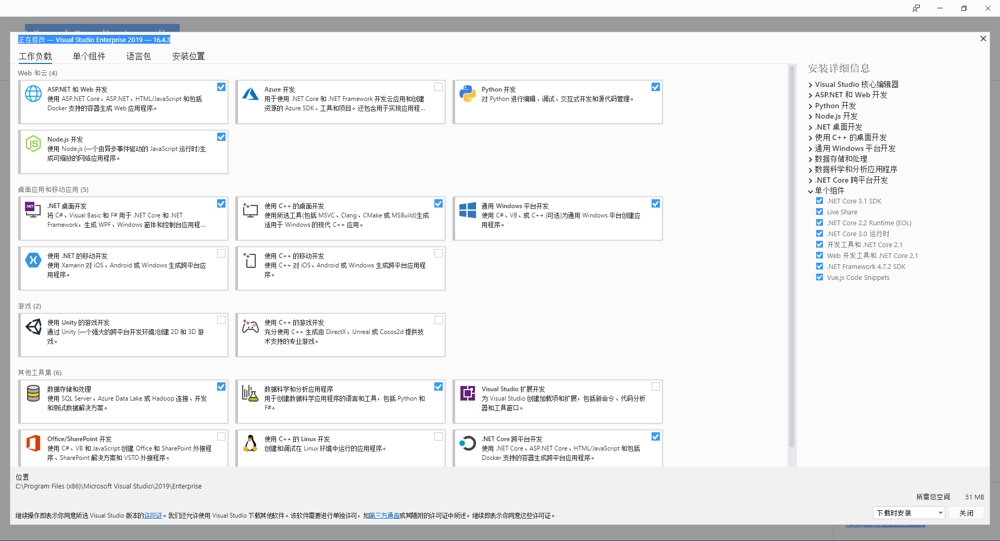 正在修改 — Visual Studio Enterprise 2019 — 16.4.3
工作负载 单个组件 语言包 安装位置
Web 和云 (4)
ASP.NET 和 Web 开发
使用 ASP.NET Core、ASP.NET、HTML/JavaScript 和包括
Docker 支持的容器生成 Web 应用程序。
Azure 开发
用于使用 .NET Core 和 .NET Framework 开发云应用和创建
资源的 Azure SDK、工具和项目。还包含用于实现应用程...
Python 开发
对 Python 进行编辑、调试、交互式开发和源代码管理。
Node.js 开发
使用 Node.js (一个由异步事件驱动的 JavaScript 运行时)生
成可缩放的网络应用程序。
桌面应用和移动应用 (5)
.NET 桌面开发
将 C#、Visual Basic 和 F# 用于 .NET Core 和 .NET
Framework，生成 WPF、Windows 窗体和控制台应用程...
使用 C++ 的桌面开发
使用所选工具(包括 MSVC、Clang、CMake 或 MSBuild)生成
适用于 Windows 的现代 C++ 应用。
通用 Windows 平台开发
使用 C#、VB、或 C++ (可选)为通用 Windows 平台创建应
用程序。
使用 .NET 的移动开发
使用 Xamarin 对 iOS、Android 或 Windows 生成跨平台应
用程序。
使用 C++ 的移动开发
使用 C++ 对 iOS、Android 或 Windows 生成跨平台应用程
序。
游戏 (2)
使用 Unity 的游戏开发
通过 Unity (一个强大的跨平台开发环境)创建 2D 和 3D 游
戏。
使用 C++ 的游戏开发
充分使用 C++ 生成由 DirectX、Unreal 或 Cocos2d 提供技
术支持的专业游戏。
其他工具集 (6)
数据存储和处理
使用 SQL Server、Azure Data Lake 或 Hadoop 连接、开发
和测试数据解决方案。
数据科学和分析应用程序
用于创建数据科学应用程序的语言和工具，包括 Python 和
F#。
Visual Studio 扩展开发
为 Visual Studio 创建加载项和扩展，包括新命令、代码分析
器和工具窗口。
Office/SharePoint 开发
使用 C#、VB 和 JavaScript 创建 Office 和 SharePoint 外接程
序、SharePoint 解决方案和 VSTO 外接程序。
使用 C++ 的 Linux 开发
创建和调试在 Linux 环境中运行的应用程序。
.NET Core 跨平台开发
使用 .NET Core、ASP.NET Core、HTML/JavaScript 和包括
Docker 支持的容器生成跨平台应用程序。
安装详细信息
Visual Studio 核心编辑器
ASP.NET 和 Web 开发
Python 开发
Node.js 开发
.NET 桌面开发
使用 C++ 的桌面开发
通用 Windows 平台开发
数据存储和处理
数据科学和分析应用程序
.NET Core 跨平台开发
单个组件
.NET Core 3.1 SDK
Live Share
.NET Core 2.2 Runtime (EOL)
.NET Core 3.0 运行时
开发工具和 .NET Core 2.1
Web 开发工具和 .NET Core 2.1
.NET Framework 4.7.2 SDK
Vue.js Code Snippets
位置
C:\Program Files (x86)\Microsoft Visual Studio\2019\Enterprise
所需总空间 51 MB
继续操作即表示你同意所选 Visual Studio 版本的许可证。我们还允许使用 Visual Studio 下载其他软件。该软件需要进行单独许可，如第三方通告或其随附的许可证中所述。继续即表示你同意这些许可证。
下载时安装 关闭